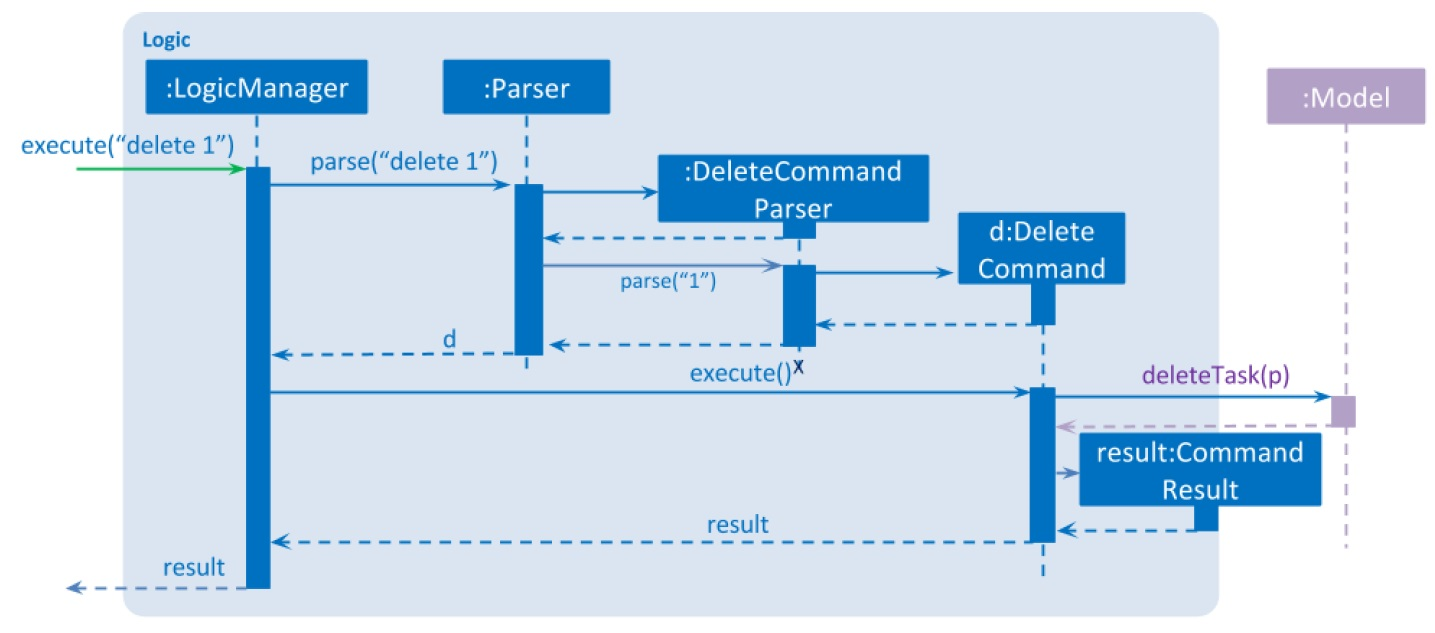 Logic
:LogicManager
:Parser
:Model
execute(“delete 1”)
parse(“delete 1”)
:DeleteCommand
Parser
d:Delete
Command
parse(“1”)
d
execute()
X
deleteTask(p)
result:Command
Result
result
result